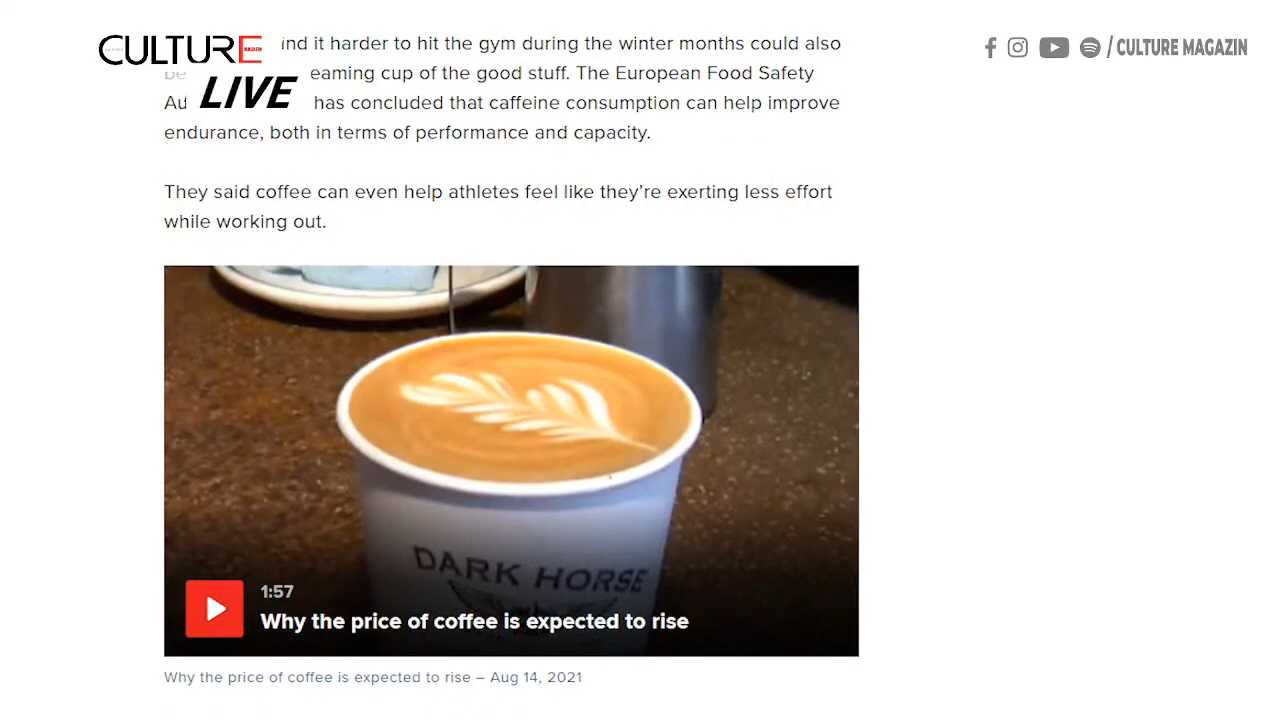 CULTURE MAGAZIN
LIVE
/ CULTURE MAGAZIN
it harder to hit the gym during the winter months could also
cup of the good stuff. The European Food Safety
has concluded that caffeine consumption can help improve
endurance, both in terms of performance and capacity.
They said coffee can even help athletes feel like they’re exerting less effort
while working out.
DARK HORSE
1:57
Why the price of coffee is expected to rise
Why the price of coffee is expected to rise – Aug 14, 2021